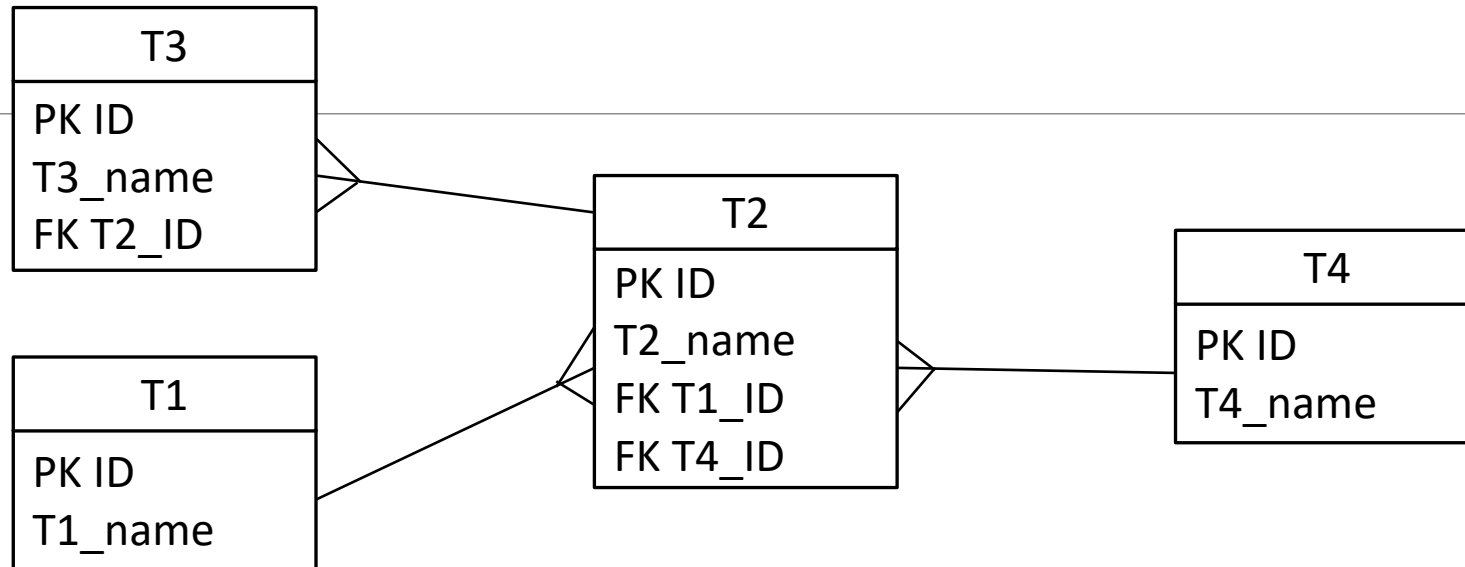 T3
PK ID
T3_name
FK T2_ID
T2
PK ID
T2_name
FK T1_ID
FK T4_ID
T4
PK ID
T4_name
T1
PK ID
T1_name